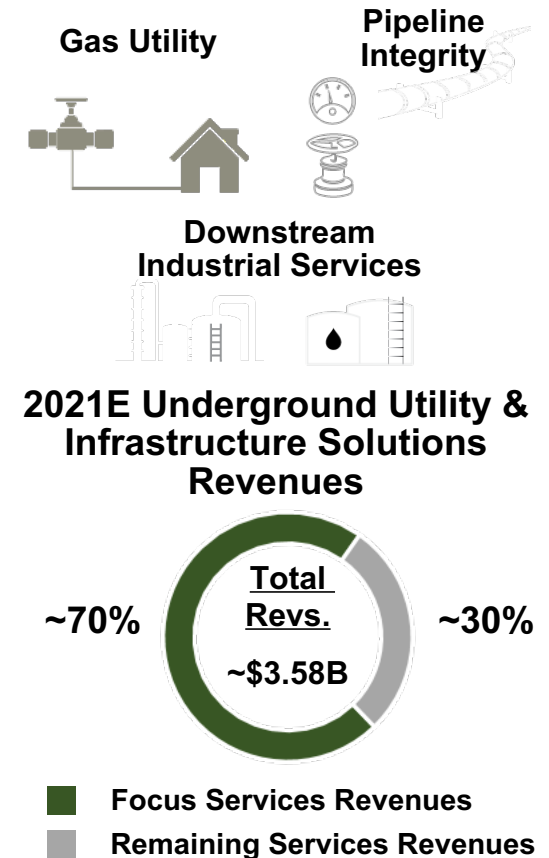 Gas Utility
Pipeline
Integrity
Downstream
Industrial Services
2021E Underground Utility &
Infrastructure Solutions
Revenues
Total
Revs.
~$3.58B
~70%
~30%
Focus Services Revenues
Remaining Services Revenues